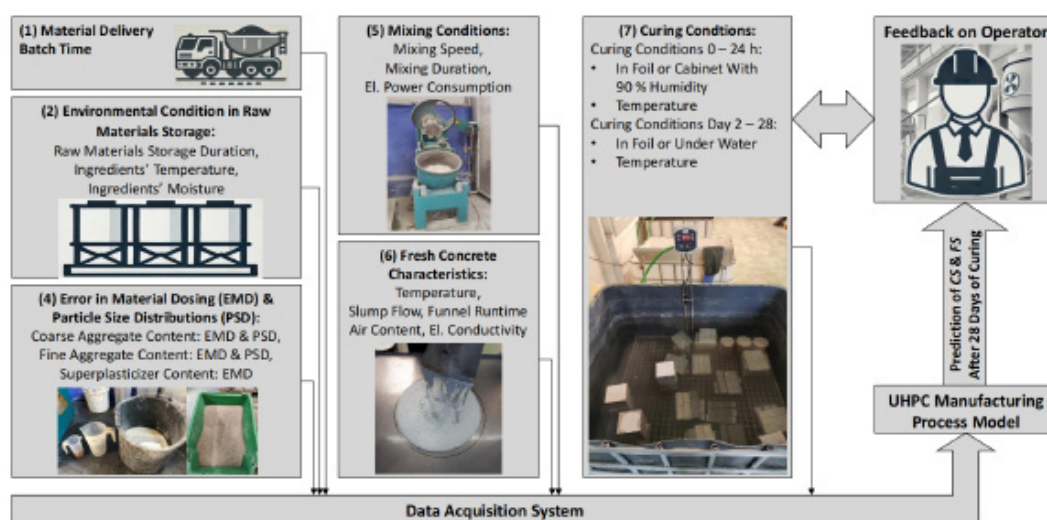 (1) Material Delivery
Batch Time
(2) Environmental Condition in Raw
Materials Storage:
Raw Materials Storage Duration,
Ingredients' Temperature,
Ingredients' Moisture
(4) Error in Material Dosing (EMD) &
Particle Size Distributions (PSD):
Coarse Aggregate Content: EMD & PSD,
Fine Aggregate Content: EMD & PSD,
Superplasticizer Content: EMD
(5) Mixing Conditions:
Mixing Speed,
Mixing Duration,
El. Power Consumption
(6) Fresh Concrete
Characteristics:
Temperature,
Slump Flow, Funnel Runtime
Air Content, El. Conductivity
(7) Curing Condtions:
Curing Conditions 0 – 24 h:
• In Foil or Cabinet With
90 % Humidity
• Temperature
Curing Conditions Day 2 – 28:
• In Foil or Under Water
• Temperature
Feedback on Operator
Prediction of CS & FS
After 28 Days of Curing
UHPC Manufacturing
Process Model
Data Acquisition System